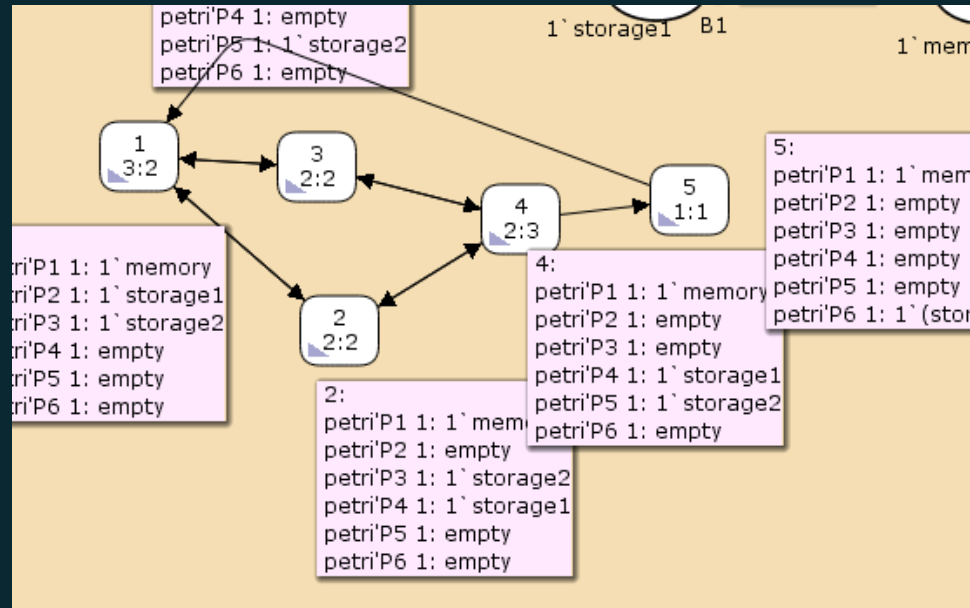 petri'P4 1: empty
petri'P5 1: 1`storage2
petri'P6 1: empty
1`storage1
B1
1`mem
1
3:2
3
2:2
4
2:3
5
1:1
2
2:2
5:
petri'P1 1: 1`mem
petri'P2 1: empty
petri'P3 1: empty
petri'P4 1: empty
petri'P5 1: empty
petri'P6 1: 1`(stor
tri'P1 1: 1`memory
tri'P2 1: 1`storage1
tri'P3 1: 1`storage2
tri'P4 1: empty
tri'P5 1: empty
tri'P6 1: empty
4:
petri'P1 1: 1`memory
petri'P2 1: empty
petri'P3 1: empty
petri'P4 1: 1`storage1
petri'P5 1: 1`storage2
petri'P6 1: empty
2:
petri'P1 1: 1`mem
petri'P2 1: empty
petri'P3 1: 1`storage2
petri'P4 1: 1`storage1
petri'P5 1: empty
petri'P6 1: empty